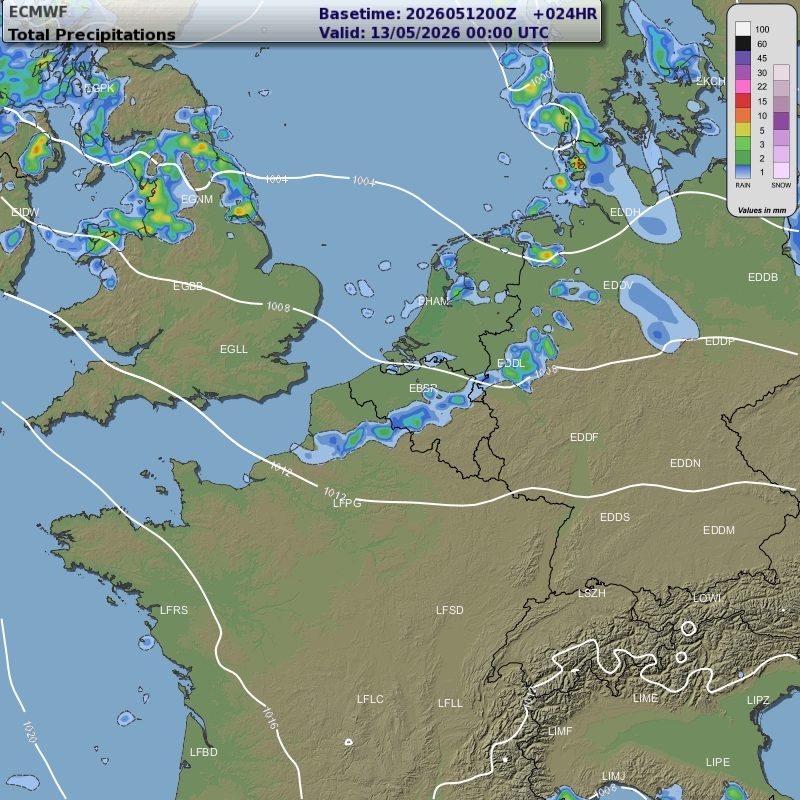 ECMWF
Basetime: 2026051200Z +024HR
Total Precipitations
Valid: 13/05/2026 00:00 UTC
100
60
45
30
22
15
10
5
3
2
1
RAIN
SNOW
Values in mm
EGPK
EKCH
1000
1004
1004
EGNM
EIDW
EDDH
EDDB
EGBB
EDDV
EHAM
1008
EGLL
EDDP
EDDL
1008
EBBR
EDDF
EDDN
1012
1012
LFPG
EDDS
EDDM
LSZH
LOWI
LFRS
LFSD
LFLC
LFLL
LIME
LIPZ
1016
1020
LIMF
LFBD
LIPE
LIMJ
1008